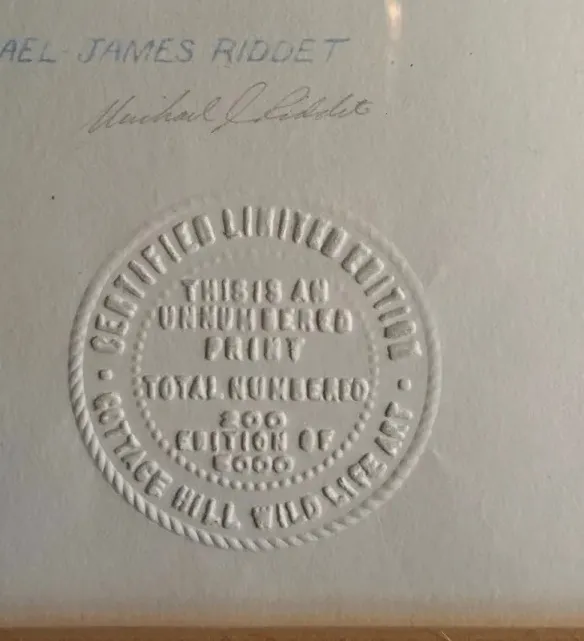 AEL JAMES RIDDET
Michael J Riddet
CERTIFIED LIMITED EDITION
THIS IS AN
UNNUMBERED
PRINT
TOTAL NUMBERED
200
EDITION OF
5000
COTTAGE HILL WILD LIFE ART